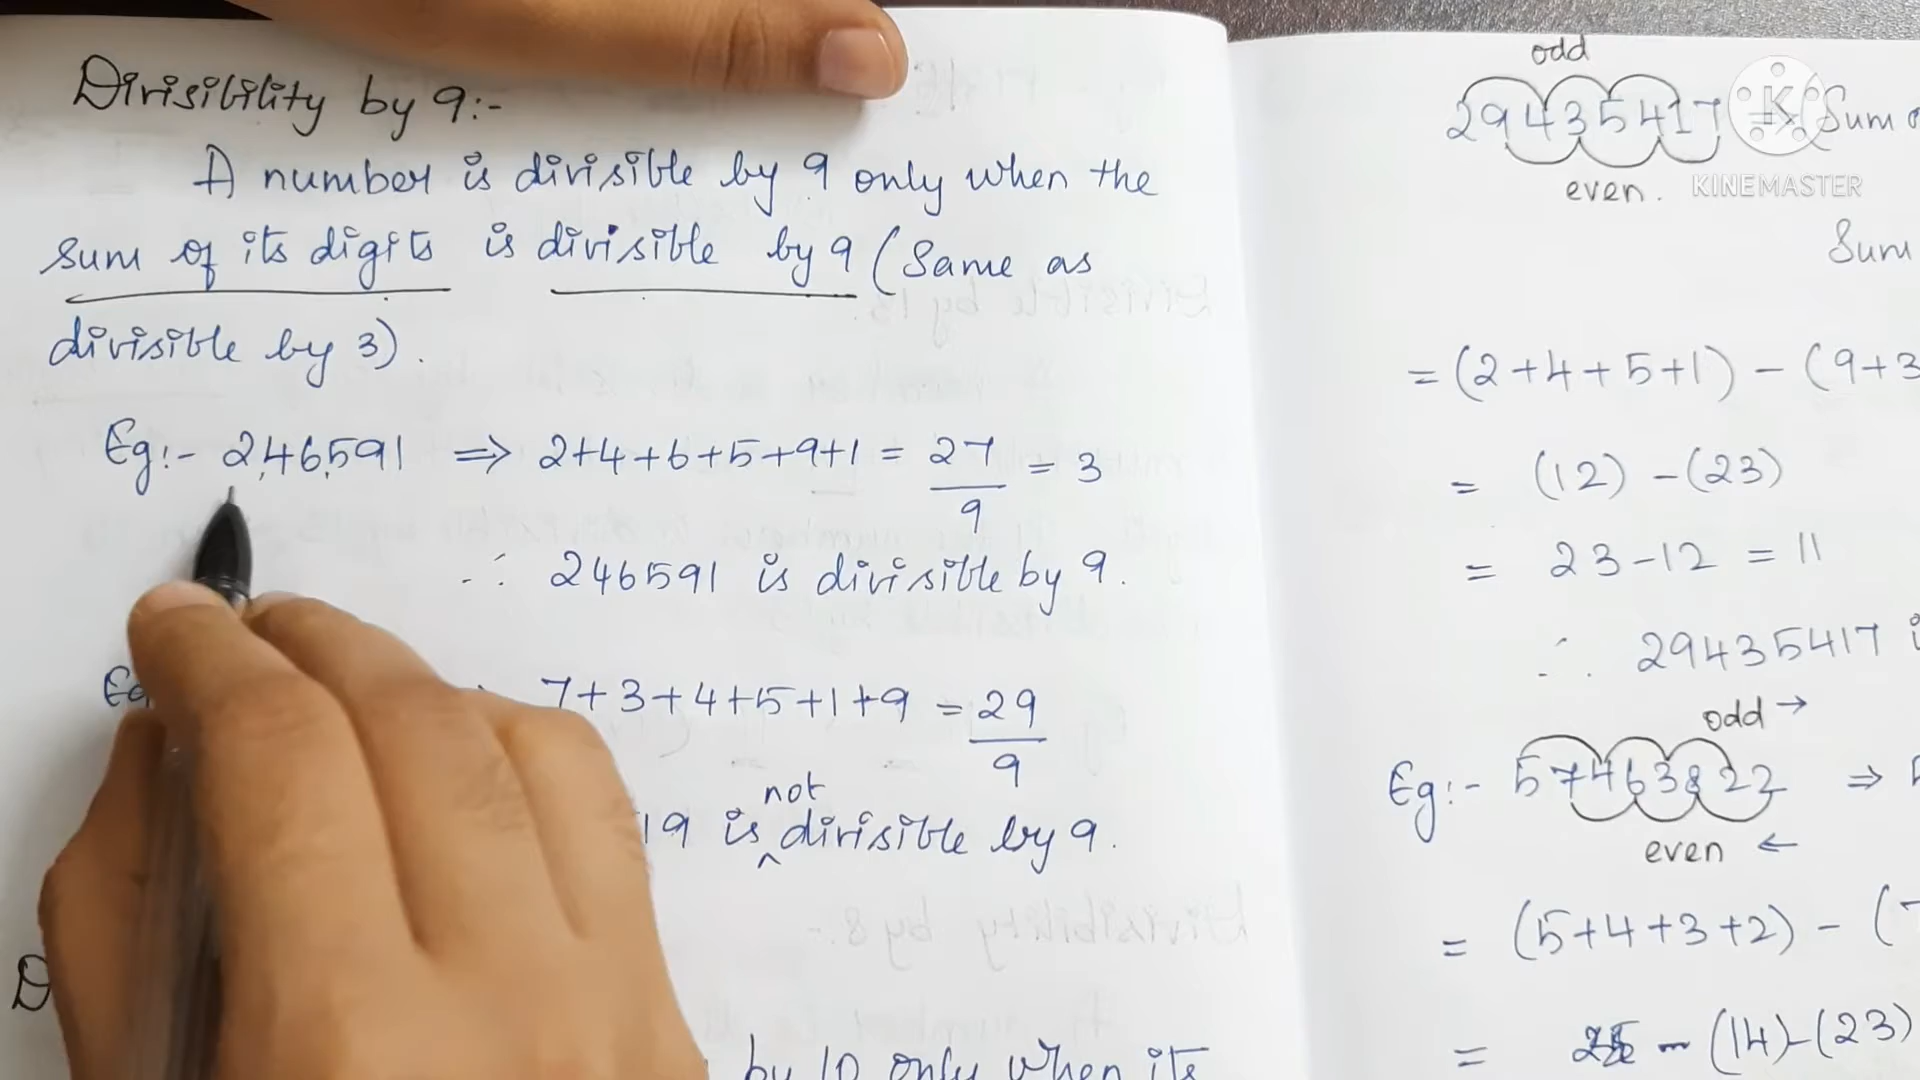 Divisibility by 9:-
A number is divisible by 9 only when the
sum of its digits is divisible by 9 (Same as
divisible by 3).
Eg:- 246591 ⇒ 2+4+6+5+9+1 = 27/9 = 3
∴ 246591 is divisible by 9.
7+3+4+5+1+9 = 29/9
19 is not divisible by 9.
by 10 only when its
odd
29435417 (Sum
even.
KINEMASTER
Sum
= (2+4+5+1) - (9+3
= (12) - (23)
= 23-12 = 11
∴ 29435417
odd →
Eg:- 57463822 ⇒
even ←
= (5+4+3+2) - (
= (14)-(23)